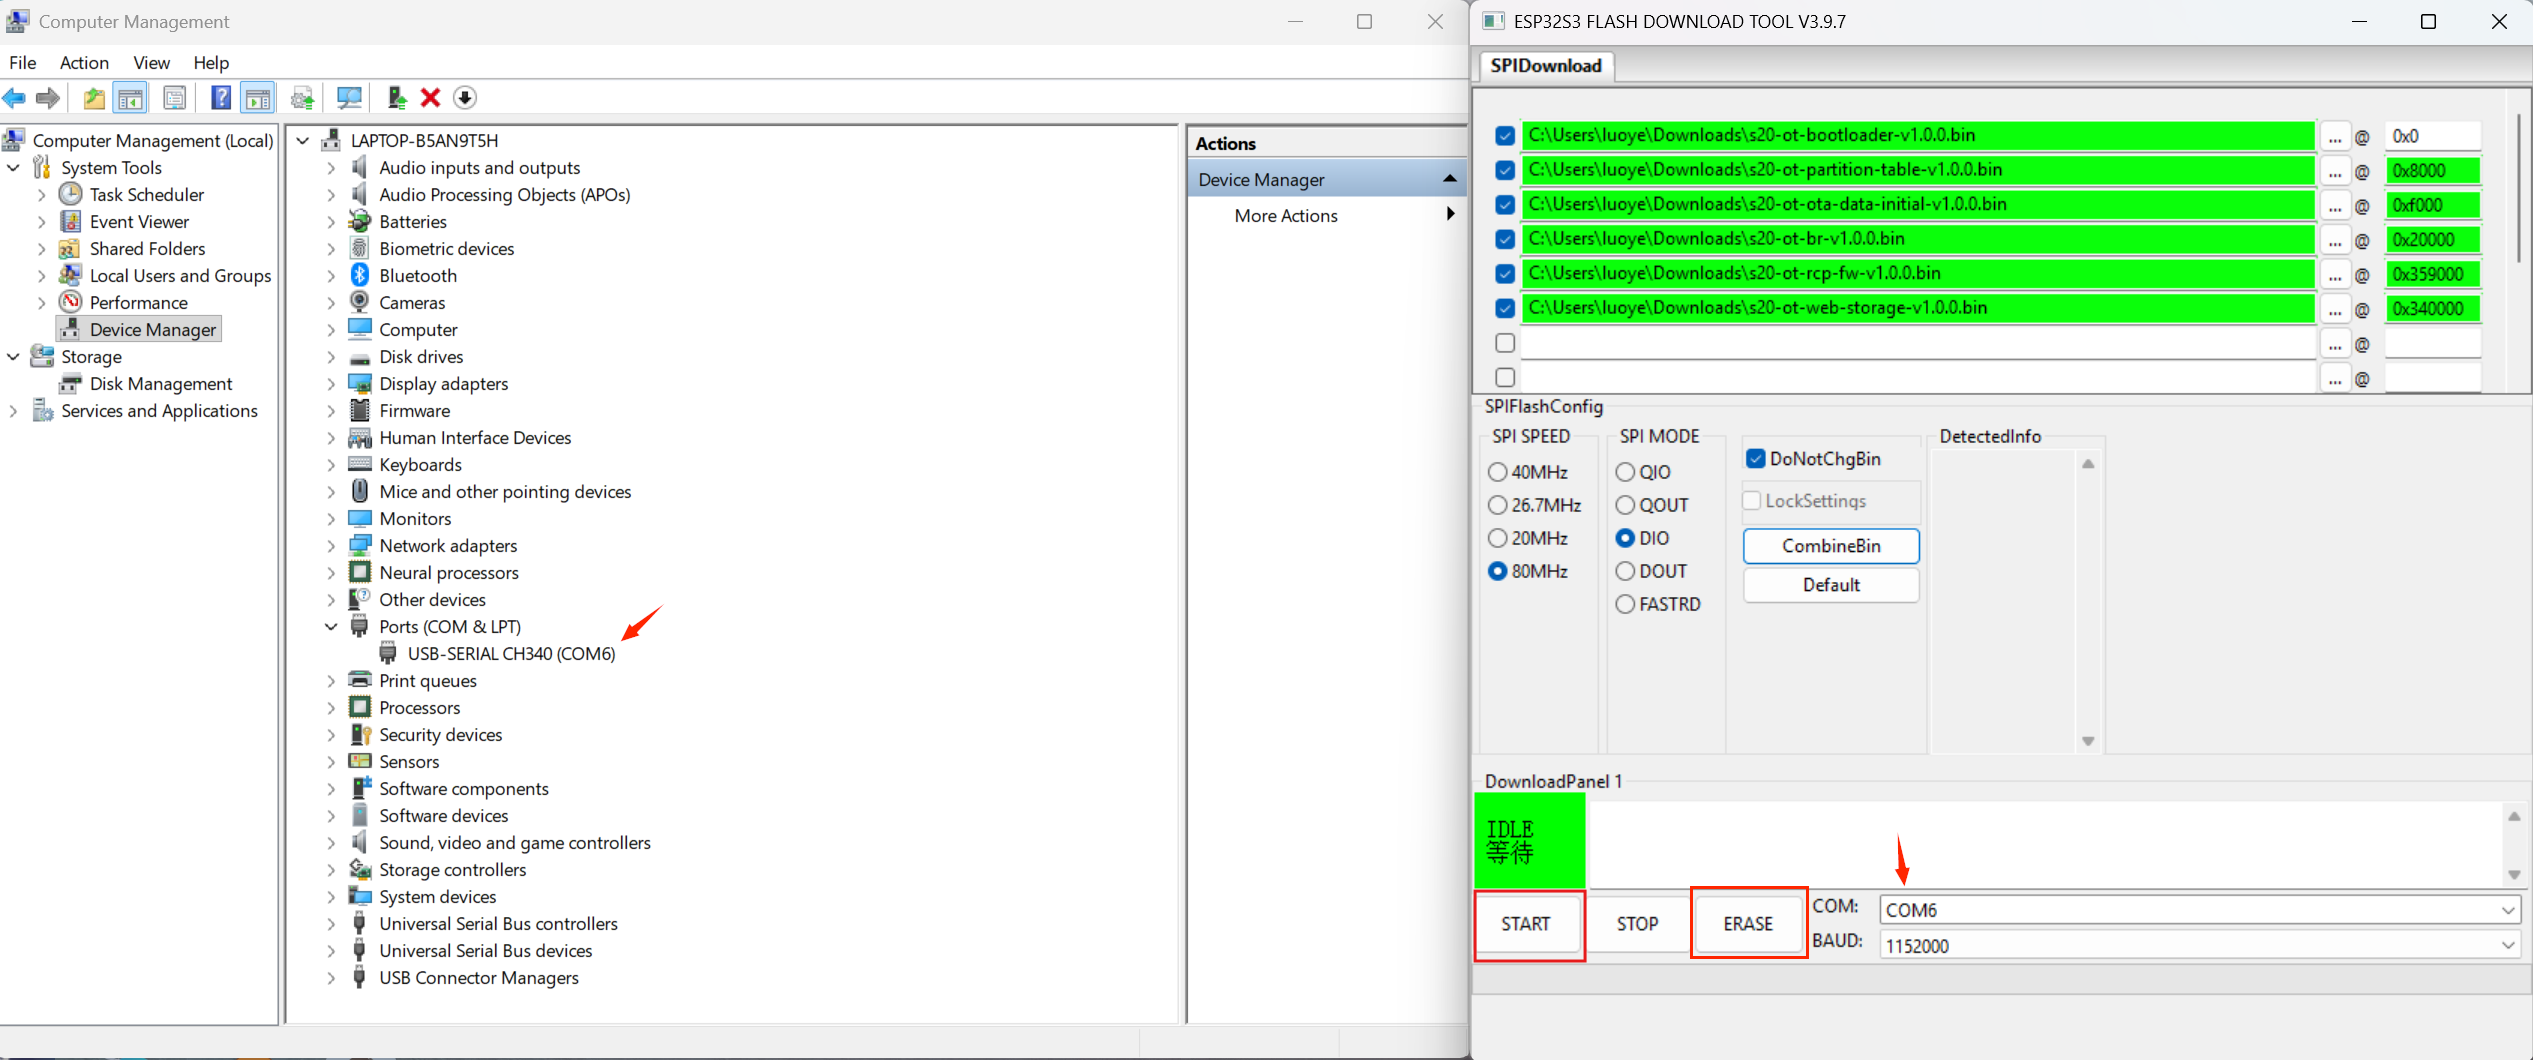 Computer Management
File Action View Help
Computer Management (Local)
System Tools
Task Scheduler
Event Viewer
Shared Folders
Local Users and Groups
Performance
Device Manager
Storage
Disk Management
Services and Applications
LAPTOP-B5AN9T5H
Audio inputs and outputs
Audio Processing Objects (APOs)
Batteries
Biometric devices
Bluetooth
Cameras
Computer
Disk drives
Display adapters
Firmware
Human Interface Devices
Keyboards
Mice and other pointing devices
Monitors
Network adapters
Neural processors
Other devices
Ports (COM & LPT)
USB-SERIAL CH340 (COM6)
Print queues
Processors
Security devices
Sensors
Software components
Software devices
Sound, video and game controllers
Storage controllers
System devices
Universal Serial Bus controllers
Universal Serial Bus devices
USB Connector Managers
Actions
Device Manager
More Actions
ESP32S3 FLASH DOWNLOAD TOOL V3.9.7
SPIDownload
C:\Users\luoye\Downloads\s20-ot-bootloader-v1.0.0.bin ... @ 0x0
C:\Users\luoye\Downloads\s20-ot-partition-table-v1.0.0.bin ... @ 0x8000
C:\Users\luoye\Downloads\s20-ot-ota-data-initial-v1.0.0.bin ... @ 0xf000
C:\Users\luoye\Downloads\s20-ot-br-v1.0.0.bin ... @ 0x20000
C:\Users\luoye\Downloads\s20-ot-rcp-fw-v1.0.0.bin ... @ 0x359000
C:\Users\luoye\Downloads\s20-ot-web-storage-v1.0.0.bin ... @ 0x340000
... @
... @
SPIFlashConfig
SPI SPEED
40MHz
26.7MHz
20MHz
80MHz
SPI MODE
QIO
QOUT
DIO
DOUT
FASTRD
DoNotChgBin
LockSettings
CombineBin
Default
DetectedInfo
DownloadPanel 1
IDLE
等待
START STOP ERASE
COM: COM6
BAUD: 1152000